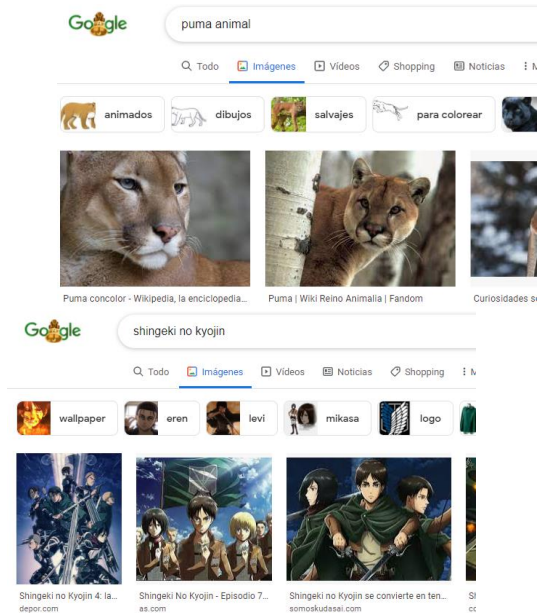 Google
puma animal
Todo Imágenes Vídeos Shopping Noticias
animados dibujos salvajes para colorear
Puma concolor - Wikipedia, la enciclopedia... Puma | Wiki Reino Animalia | Fandom Curiosidades se
Google
shingeki no kyojin
Todo Imágenes Vídeos Noticias Shopping
wallpaper eren levi mikasa logo
Shingeki no Kyojin 4: la... Shingeki No Kyojin - Episodio 7... Shingeki no Kyojin se convierte en ten...
depor.com as.com somoskudasai.com